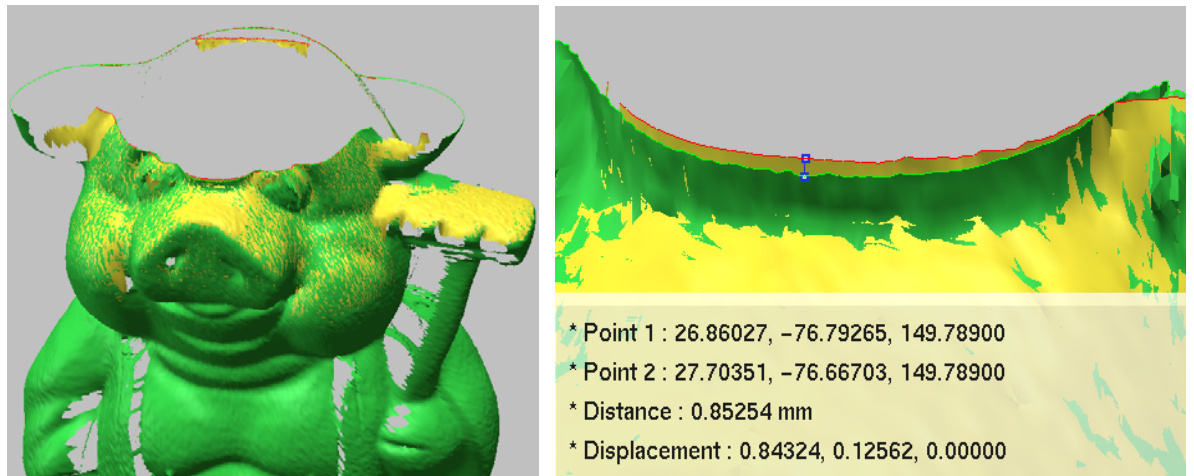 * Point 1 : 26.86027, −76.79265, 149.78900
* Point 2 : 27.70351, −76.66703, 149.78900
* Distance : 0.85254 mm
* Displacement : 0.84324, 0.12562, 0.00000